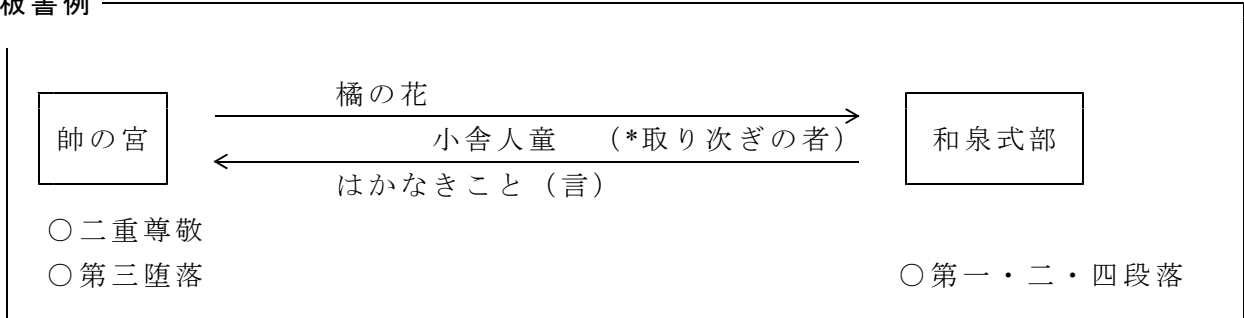 板書例
橘の花
帥の宮 小舎人童 (*取り次ぎの者) 和泉式部
はかなきこと(言)
○二重尊敬
○第三堕落 ○第一・二・四段落